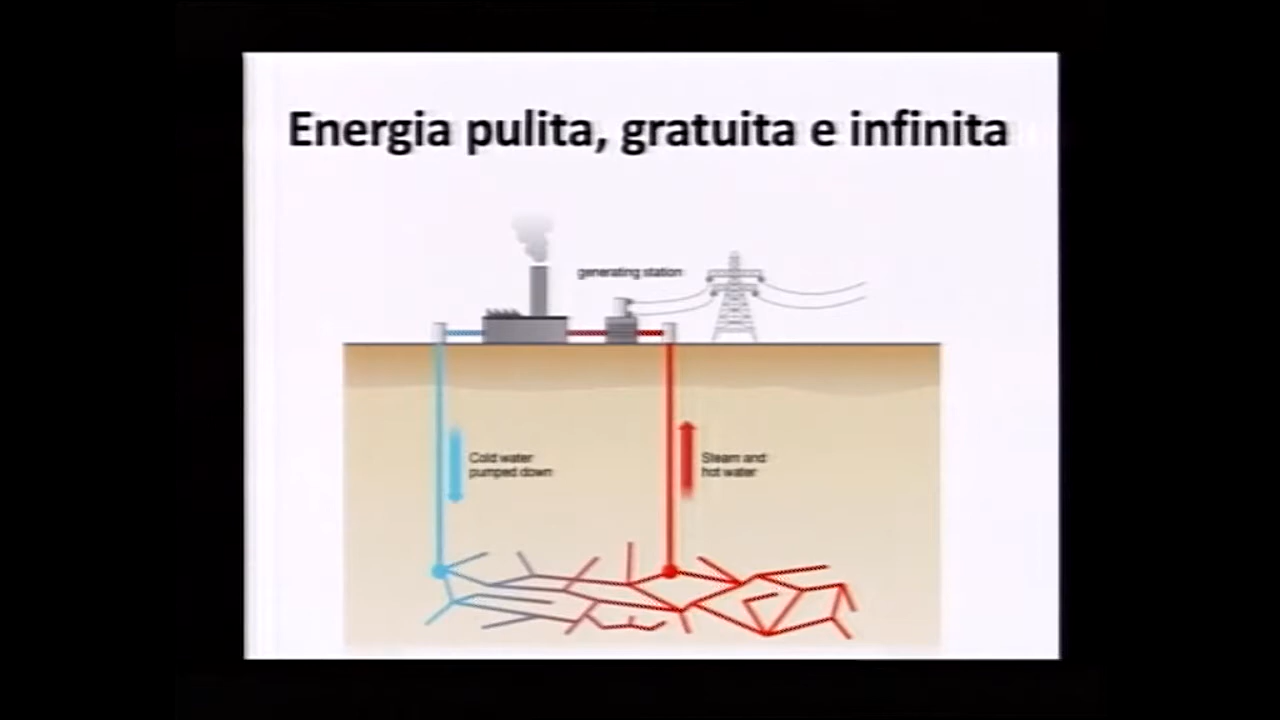 Energia pulita, gratuita e infinita
generating station
Cold water
pumped down
Steam and
hot water